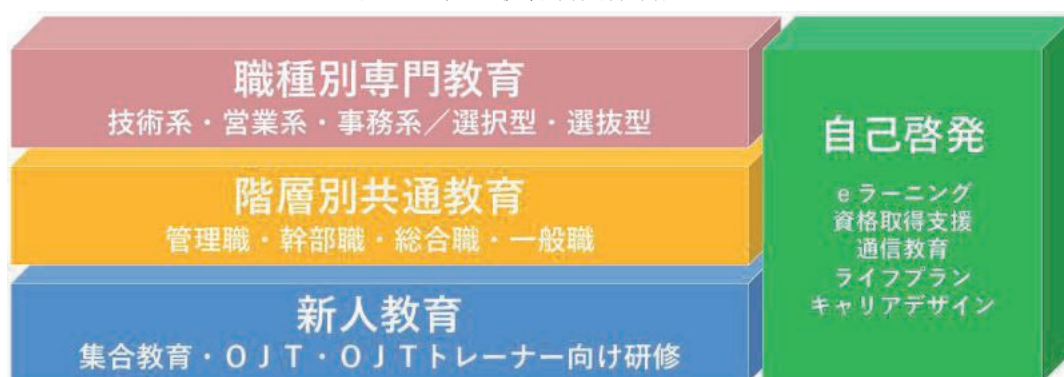 職種別専門教育
技術系・営業系・事務系／選択型・選抜型
階層別共通教育
管理職・幹部職・総合職・一般職
新人教育
集合教育・ＯＪＴ・ＯＪＴトレーナー向け研修
自己啓発
ｅラーニング
資格取得支援
通信教育
ライフプラン
キャリアデザイン